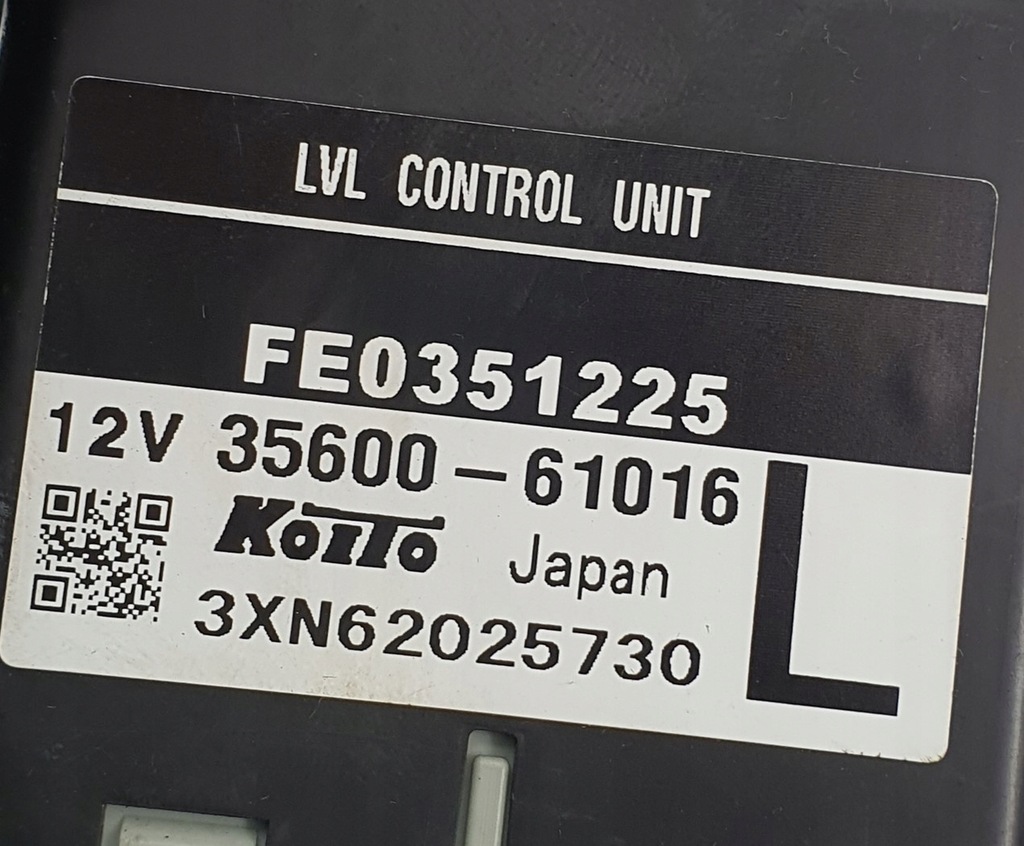 LVL CONTROL UNIT
FE0351225
12V 35600-61016
KOITO Japan
3XN62025730
L